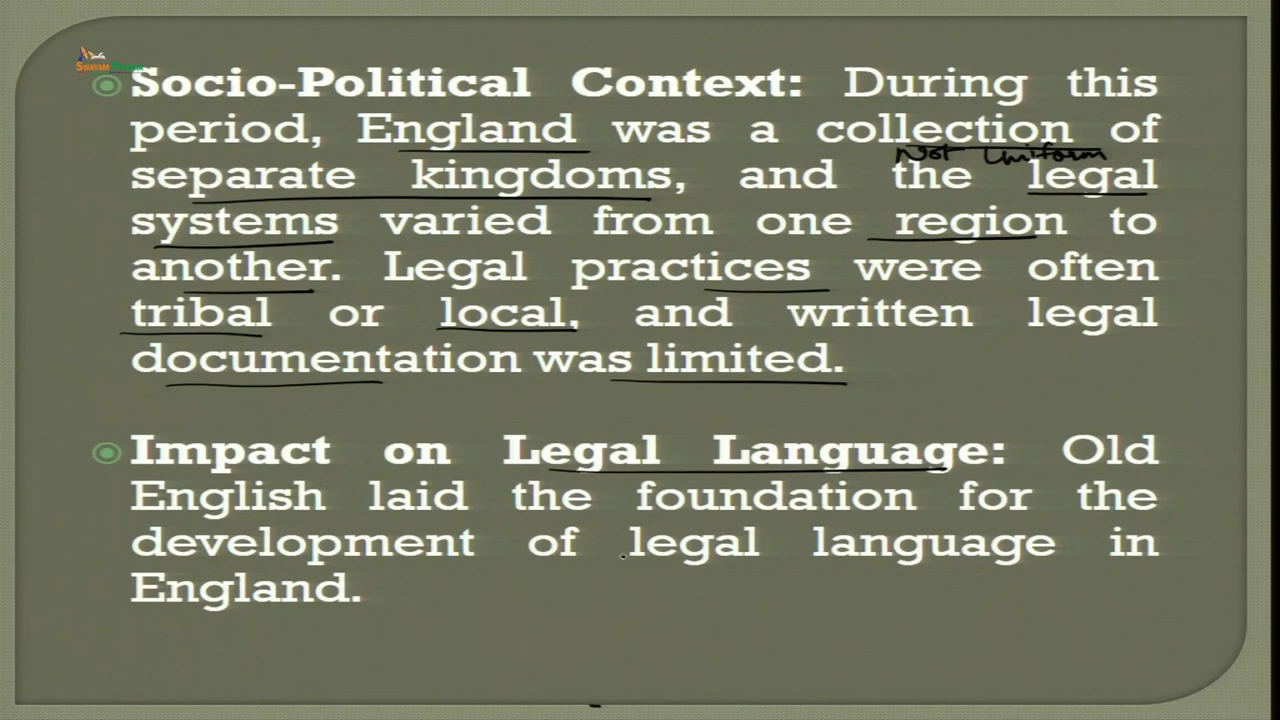 Socio-Political Context: During this
period, England was a collection of
Not Uniform
separate kingdoms, and the legal
systems varied from one region to
another. Legal practices were often
tribal or local, and written legal
documentation was limited.
Impact on Legal Language: Old
English laid the foundation for the
development of legal language in
England.